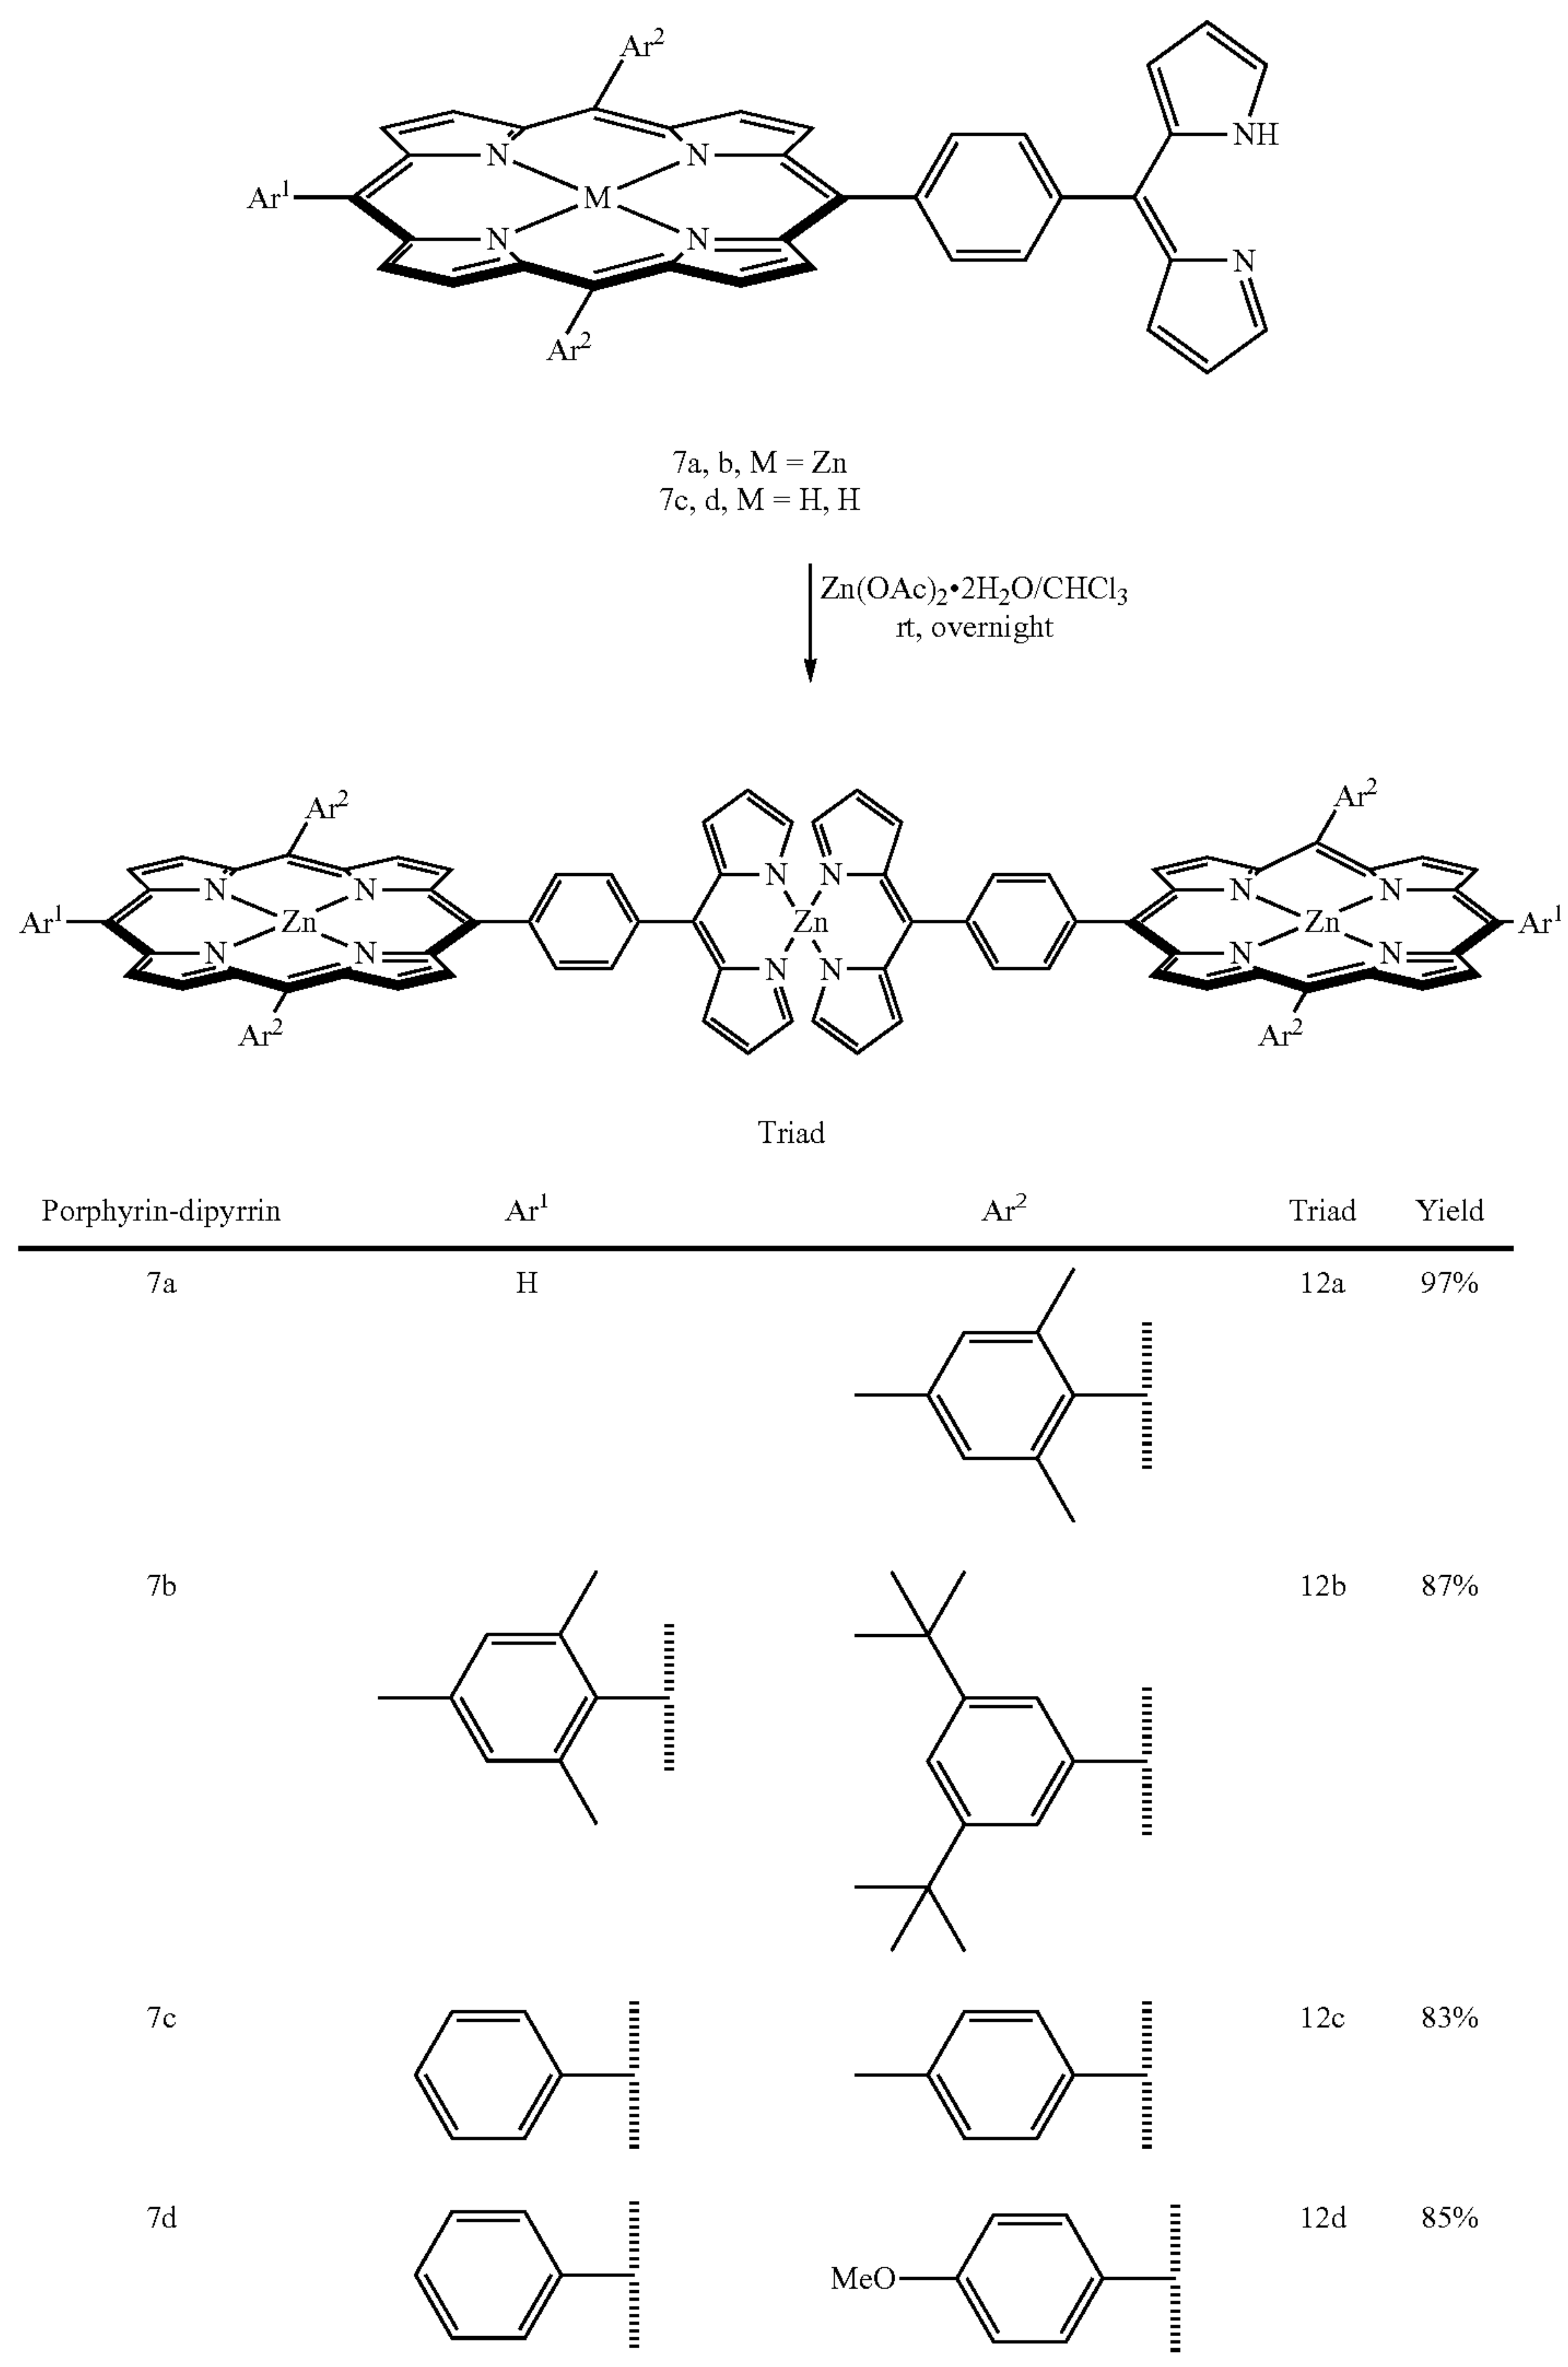 Ar²
N N NH
Ar¹ M
N N N
Ar²
7a, b, M = Zn
7c, d, M = H, H
Zn(OAc)₂•2H₂O/CHCl₃
rt, overnight
Ar² Ar²
N N N N N N
Ar¹ Zn Zn Zn Ar¹
N N N N N N
Ar² Ar²
Triad
Porphyrin-dipyrrin Ar¹ Ar² Triad Yield
7a H 12a 97%
7b 12b 87%
7c 12c 83%
7d 12d 85%
MeO